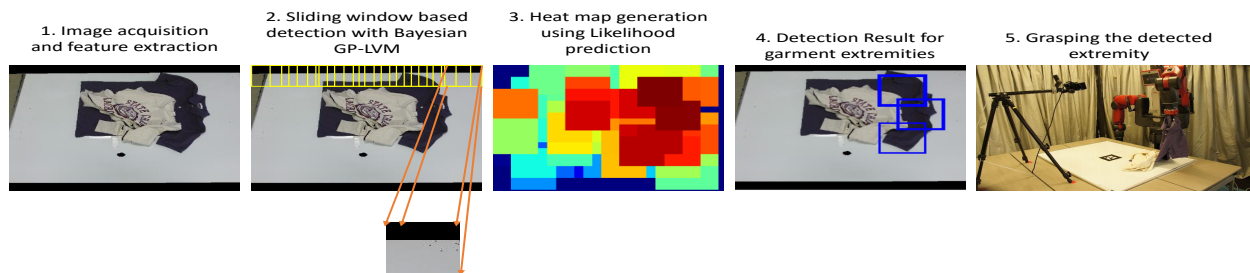 1. Image acquisition
and feature extraction
2. Sliding window based
detection with Bayesian
GP-LVM
3. Heat map generation
using Likelihood
prediction
4. Detection Result for
garment extremities
5. Grasping the detected
extremity